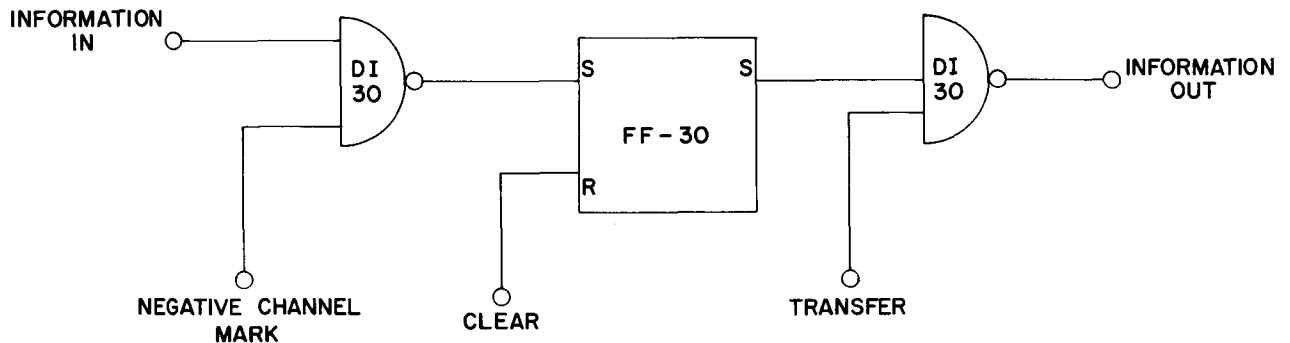 INFORMATION
IN
DI
30
S
S
FF-30
R
DI
30
INFORMATION
OUT
NEGATIVE CHANNEL
MARK
CLEAR
TRANSFER